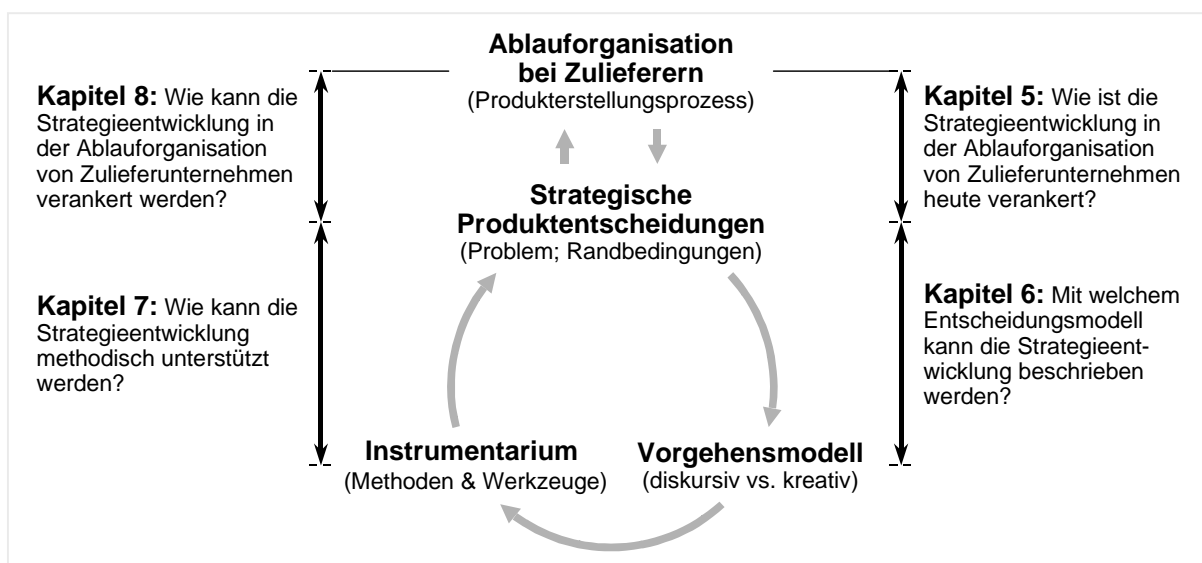 Ablauforganisation
bei Zulieferern
(Produkterstellungsprozess)
Kapitel 8: Wie kann die
Strategieentwicklung in
der Ablauforganisation
von Zulieferunternehmen
verankert werden?
Kapitel 5: Wie ist die
Strategieentwicklung in
der Ablauforganisation
von Zulieferunternehmen
heute verankert?
Strategische
Produktentscheidungen
(Problem; Randbedingungen)
Kapitel 7: Wie kann die
Strategieentwicklung
methodisch unterstützt
werden?
Kapitel 6: Mit welchem
Entscheidungsmodell
kann die Strategieent-
wicklung beschrieben
werden?
Instrumentarium
(Methoden & Werkzeuge)
Vorgehensmodell
(diskursiv vs. kreativ)